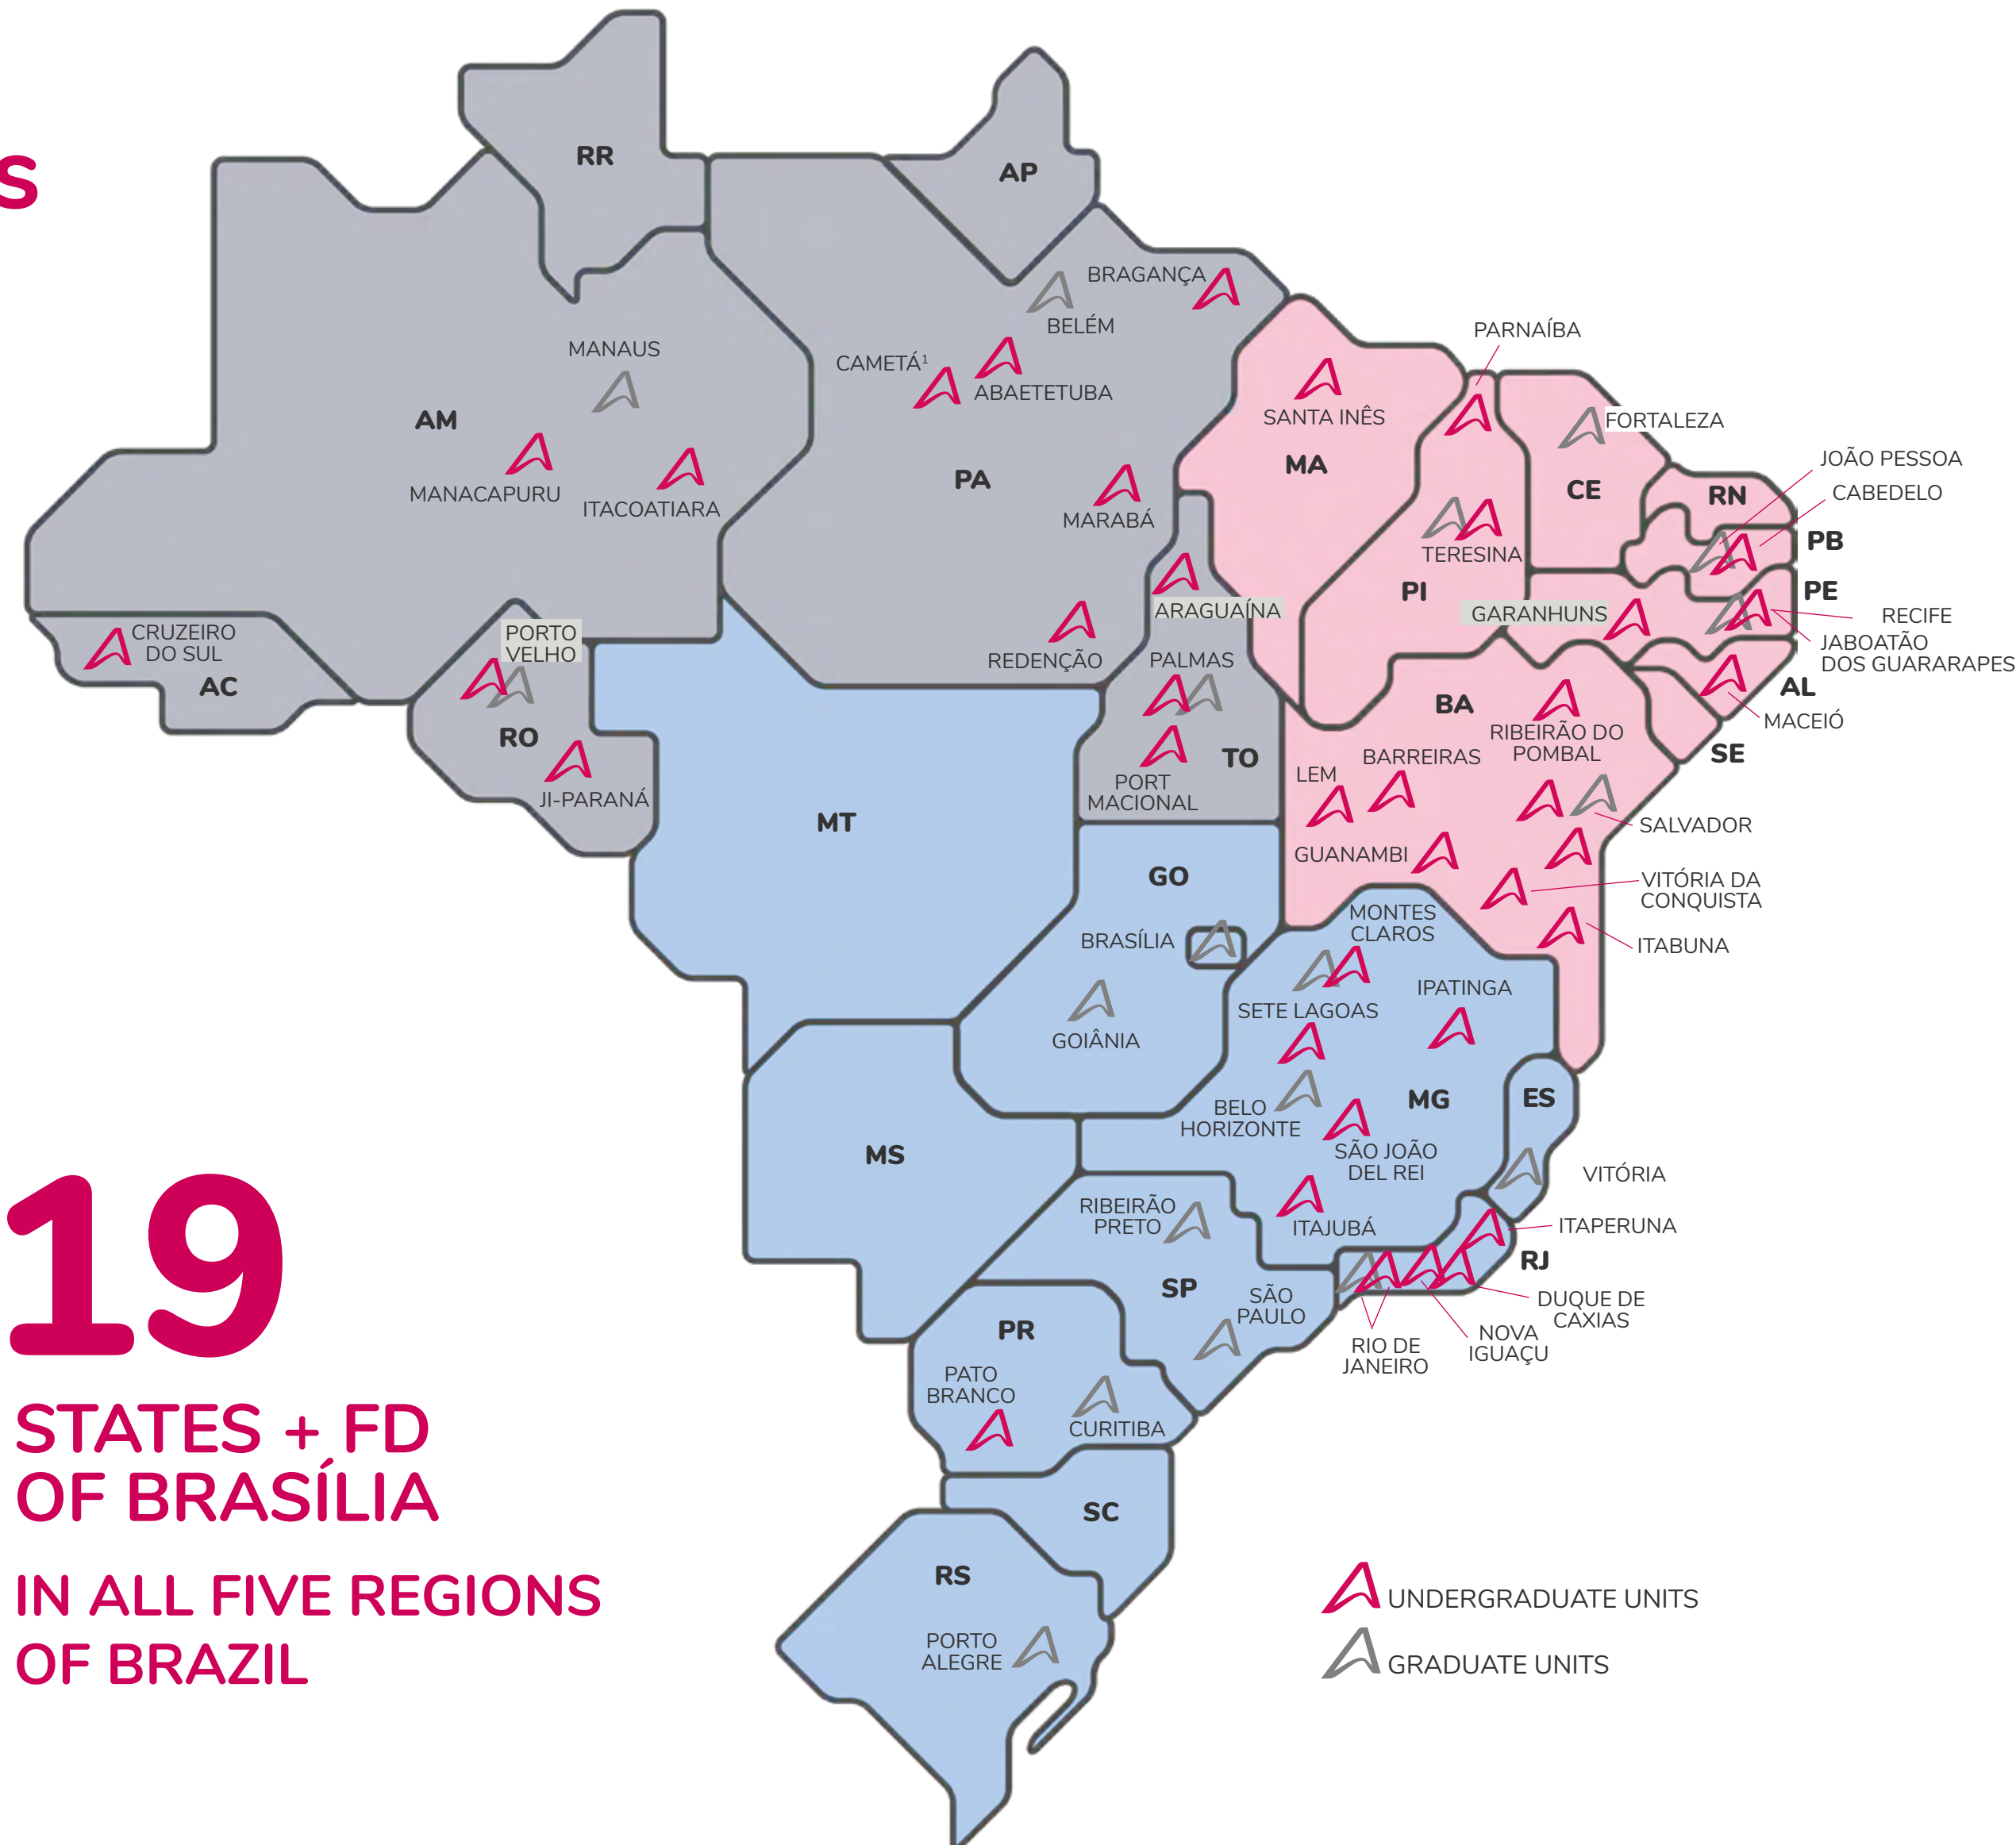 S
RR
AP
BRAGANÇA
BELÉM
MANAUS
CAMETÁ¹
ABAETETUBA
PARNAÍBA
SANTA INÊS
AM
FORTALEZA
MANACAPURU
ITACOATIARA
PA
MARABÁ
MA
CE
RN
JOÃO PESSOA
CABEDELO
TERESINA
PB
PI
PE
ARAGUAÍNA
GARANHUNS
RECIFE
JABOATÃO
DOS GUARARAPES
CRUZEIRO
DO SUL
AC
PORTO
VELHO
REDENÇÃO
PALMAS
BA
AL
MACEIÓ
RO
JI-PARANÁ
TO
PORT
MACIONAL
RIBEIRÃO DO
POMBAL
SE
BARREIRAS
LEM
MT
SALVADOR
GUANAMBI
GO
VITÓRIA DA
CONQUISTA
MONTES
CLAROS
BRASÍLIA
ITABUNA
IPATINGA
SETE LAGOAS
GOIÂNIA
MG
ES
BELO
HORIZONTE
MS
SÃO JOÃO
DEL REI
VITÓRIA
RIBEIRÃO
PRETO
ITAJUBÁ
ITAPERUNA
RJ
SP
SÃO
PAULO
DUQUE DE
CAXIAS
NOVA
IGUAÇU
RIO DE
JANEIRO
PR
PATO
BRANCO
CURITIBA
SC
RS
PORTO
ALEGRE
19
STATES + FD
OF BRASÍLIA
IN ALL FIVE REGIONS
OF BRAZIL
UNDERGRADUATE UNITS
GRADUATE UNITS